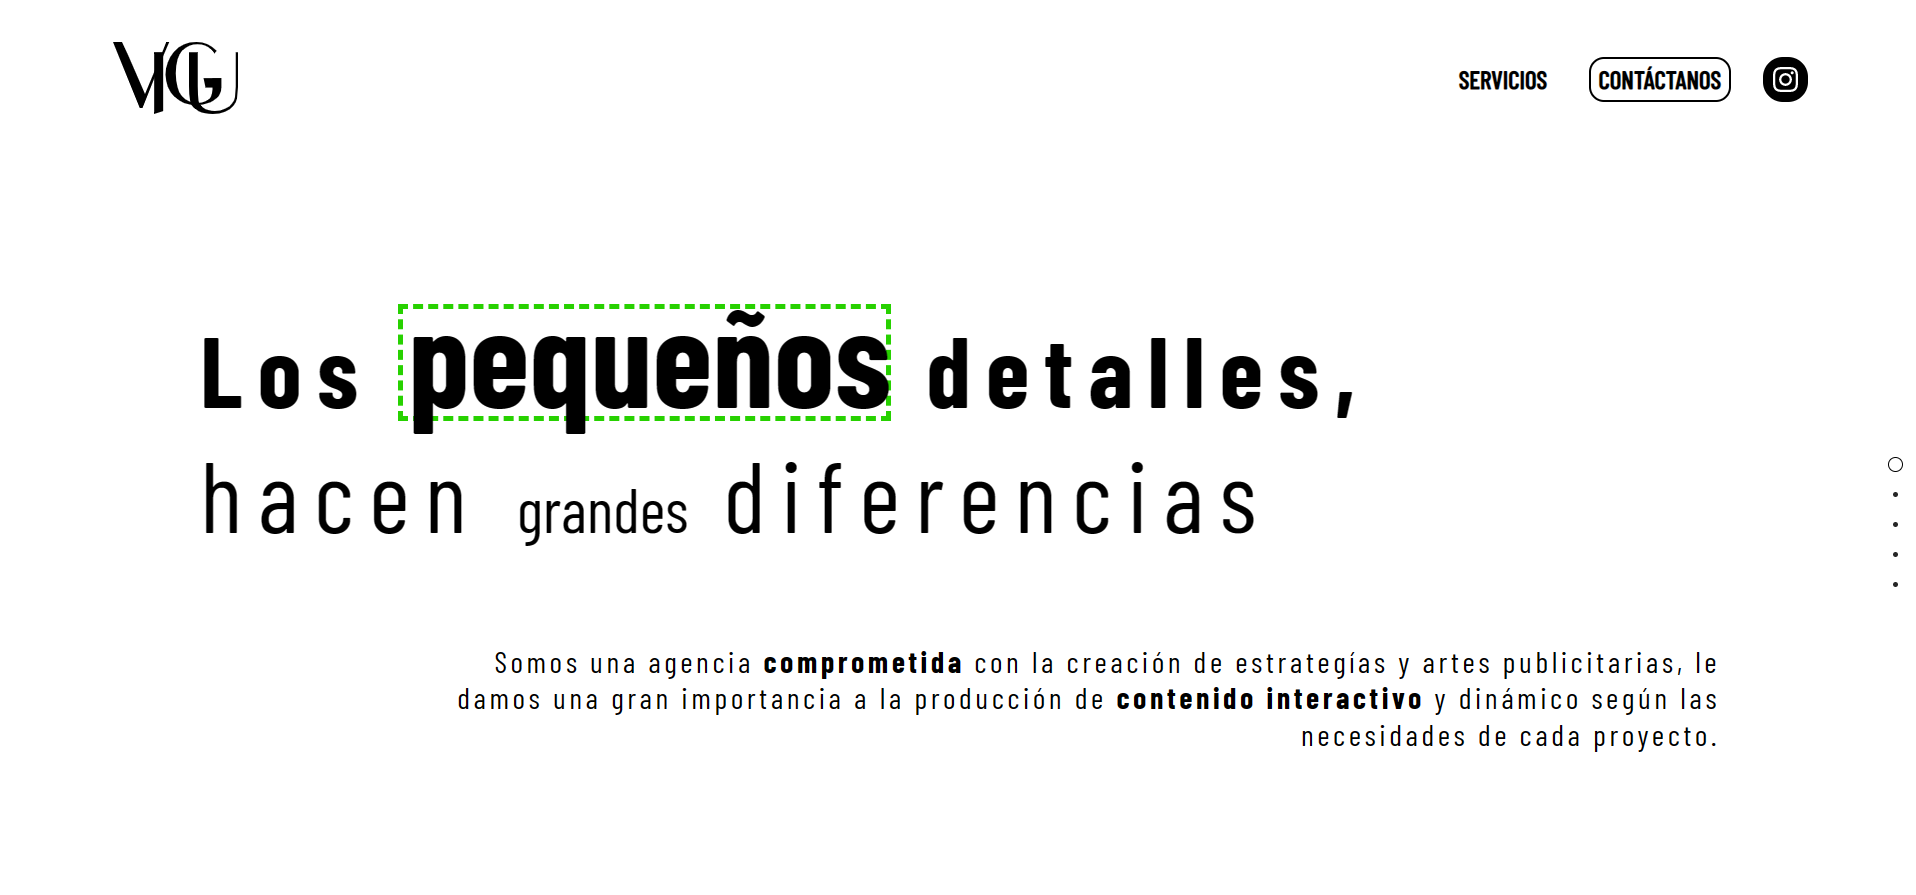 VIGU
SERVICIOS
CONTÁCTANOS
Los pequeños detalles,
hacen grandes diferencias
Somos una agencia comprometida con la creación de estrategías y artes publicitarias, le
damos una gran importancia a la producción de contenido interactivo y dinámico según las
necesidades de cada proyecto.